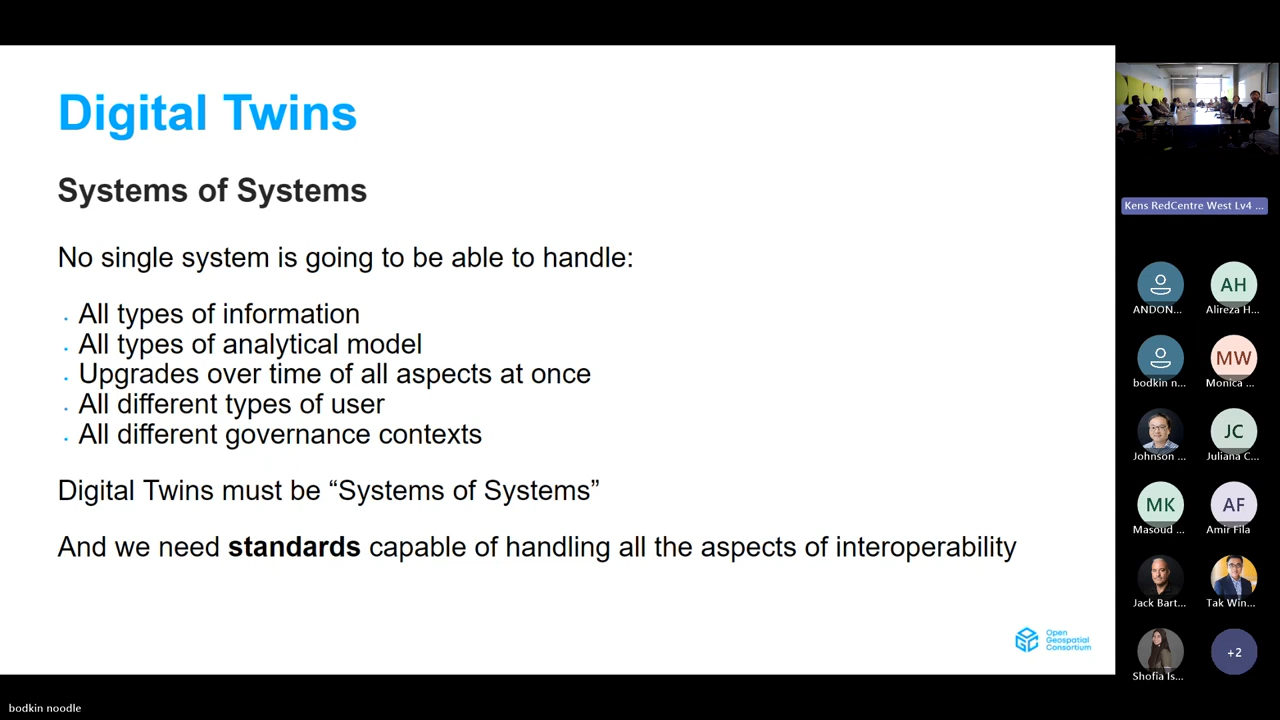 Digital Twins
Systems of Systems
No single system is going to be able to handle:
· All types of information
· All types of analytical model
· Upgrades over time of all aspects at once
· All different types of user
· All different governance contexts
Digital Twins must be “Systems of Systems”
And we need standards capable of handling all the aspects of interoperability
Open
Geospatial
Consortium
Kens RedCentre West Lv4 ...
ANDON...
AH
Alireza H...
bodkin n...
MW
Monica ...
Johnson ...
JC
Juliana C...
MK
Masoud ...
AF
Amir Fila
Jack Bart...
Tak Win...
Shofia Is...
+2
bodkin noodle